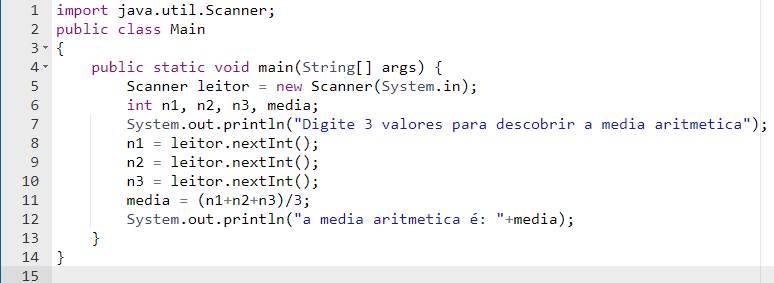 1 import java.util.Scanner;
2 public class Main
3 {
4 public static void main(String[] args) {
5 Scanner leitor = new Scanner(System.in);
6 int n1, n2, n3, media;
7 System.out.println("Digite 3 valores para descobrir a media aritmetica");
8 n1 = leitor.nextInt();
9 n2 = leitor.nextInt();
10 n3 = leitor.nextInt();
11 media = (n1+n2+n3)/3;
12 System.out.println("a media aritmetica é: "+media);
13 }
14 }
15